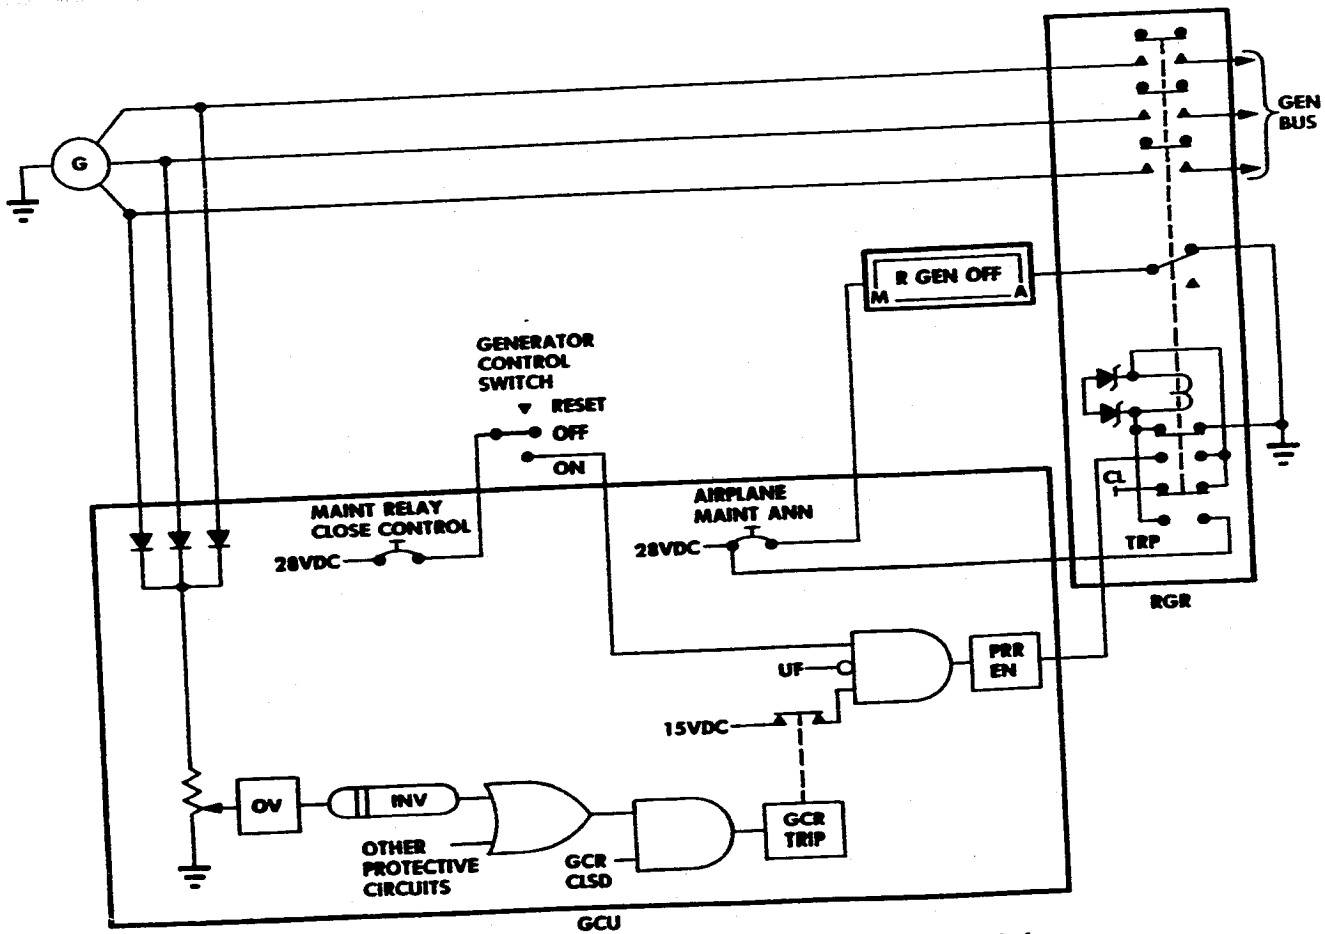 GEN
BUS
G
R GEN OFF
M
A
GENERATOR
CONTROL
SWITCH
RESET
OFF
ON
CL
TRP
RGR
MAINT RELAY
CLOSE CONTROL
28VDC
AIRPLANE
MAINT ANN
28VDC
UF
PRR
EN
15VDC
OV
INV
OTHER
PROTECTIVE
CIRCUITS
GCR
CLSD
GCR
TRIP
GCU